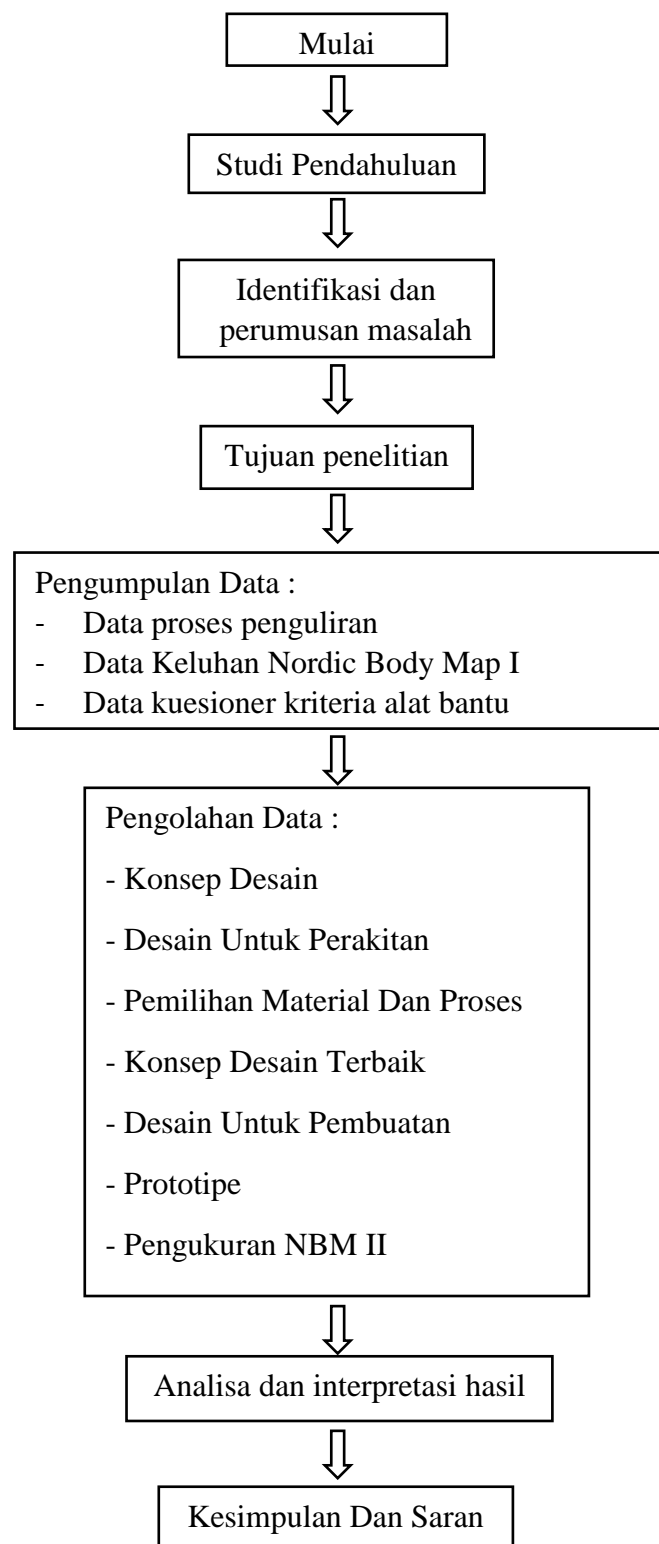 Mulai
Studi Pendahuluan
Identifikasi dan
perumusan masalah
Tujuan penelitian
Pengumpulan Data :
- Data proses penguliran
- Data Keluhan Nordic Body Map I
- Data kuesioner kriteria alat bantu
Pengolahan Data :
- Konsep Desain
- Desain Untuk Perakitan
- Pemilihan Material Dan Proses
- Konsep Desain Terbaik
- Desain Untuk Pembuatan
- Prototipe
- Pengukuran NBM II
Analisa dan interpretasi hasil
Kesimpulan Dan Saran